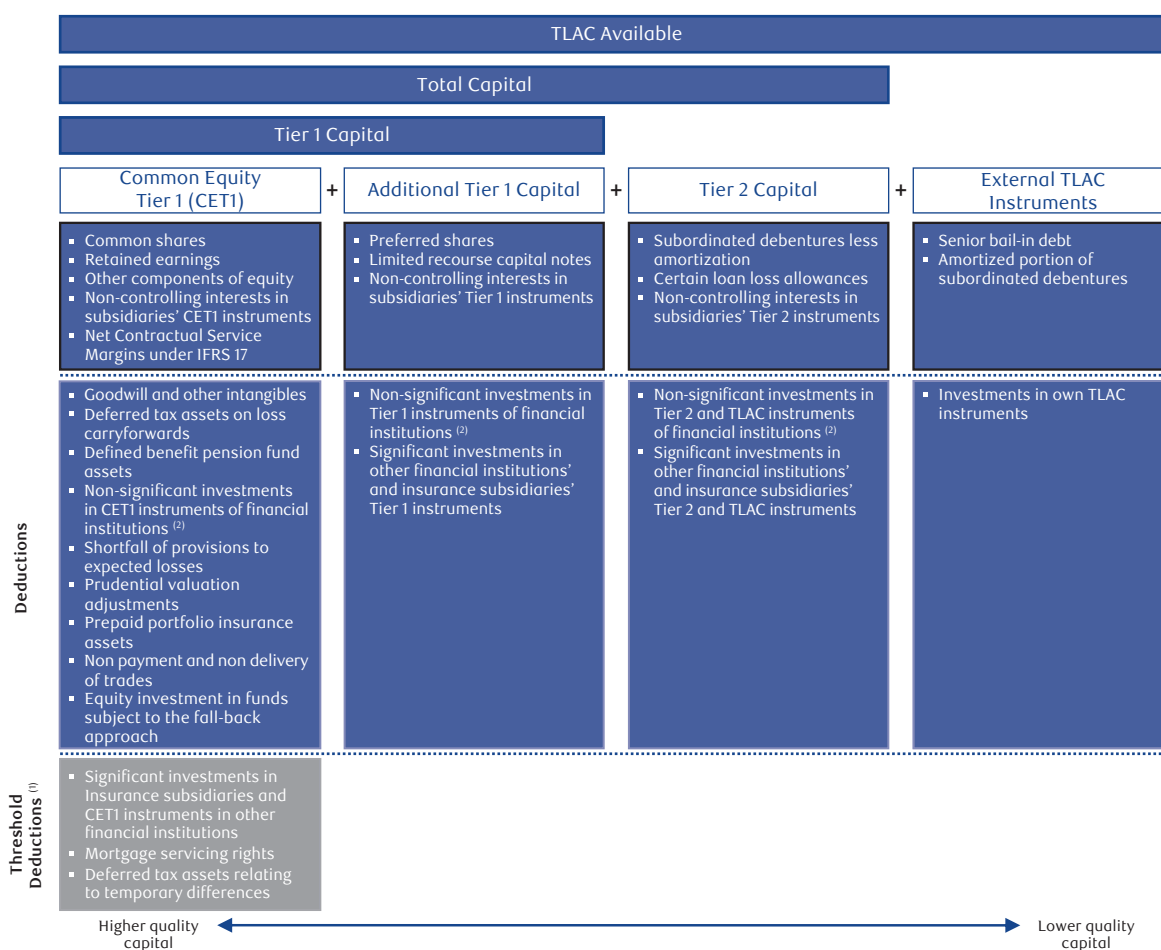 TLAC Available
Total Capital
Tier 1 Capital
Common Equity
Tier 1 (CET1)
+
Additional Tier 1 Capital
+
Tier 2 Capital
+
External TLAC
Instruments
▪ Common shares
▪ Retained earnings
▪ Other components of equity
▪ Non-controlling interests in
subsidiaries’ CET1 instruments
▪ Net Contractual Service
Margins under IFRS 17
▪ Preferred shares
▪ Limited recourse capital notes
▪ Non-controlling interests in
subsidiaries’ Tier 1 instruments
▪ Subordinated debentures less
amortization
▪ Certain loan loss allowances
▪ Non-controlling interests in
subsidiaries’ Tier 2 instruments
▪ Senior bail-in debt
▪ Amortized portion of
subordinated debentures
Deductions
▪ Goodwill and other intangibles
▪ Deferred tax assets on loss
carryforwards
▪ Defined benefit pension fund
assets
▪ Non-significant investments
in CET1 instruments of financial
institutions (2)
▪ Shortfall of provisions to
expected losses
▪ Prudential valuation
adjustments
▪ Prepaid portfolio insurance
assets
▪ Non payment and non delivery
of trades
▪ Equity investment in funds
subject to the fall-back
approach
▪ Non-significant investments in
Tier 1 instruments of financial
institutions (2)
▪ Significant investments in
other financial institutions’
and insurance subsidiaries’
Tier 1 instruments
▪ Non-significant investments in
Tier 2 and TLAC instruments
of financial institutions (2)
▪ Significant investments in
other financial institutions’
and insurance subsidiaries’
Tier 2 and TLAC instruments
▪ Investments in own TLAC
instruments
Threshold
Deductions (1)
▪ Significant investments in
Insurance subsidiaries and
CET1 instruments in other
financial institutions
▪ Mortgage servicing rights
▪ Deferred tax assets relating
to temporary differences
Higher quality
capital
Lower quality
capital